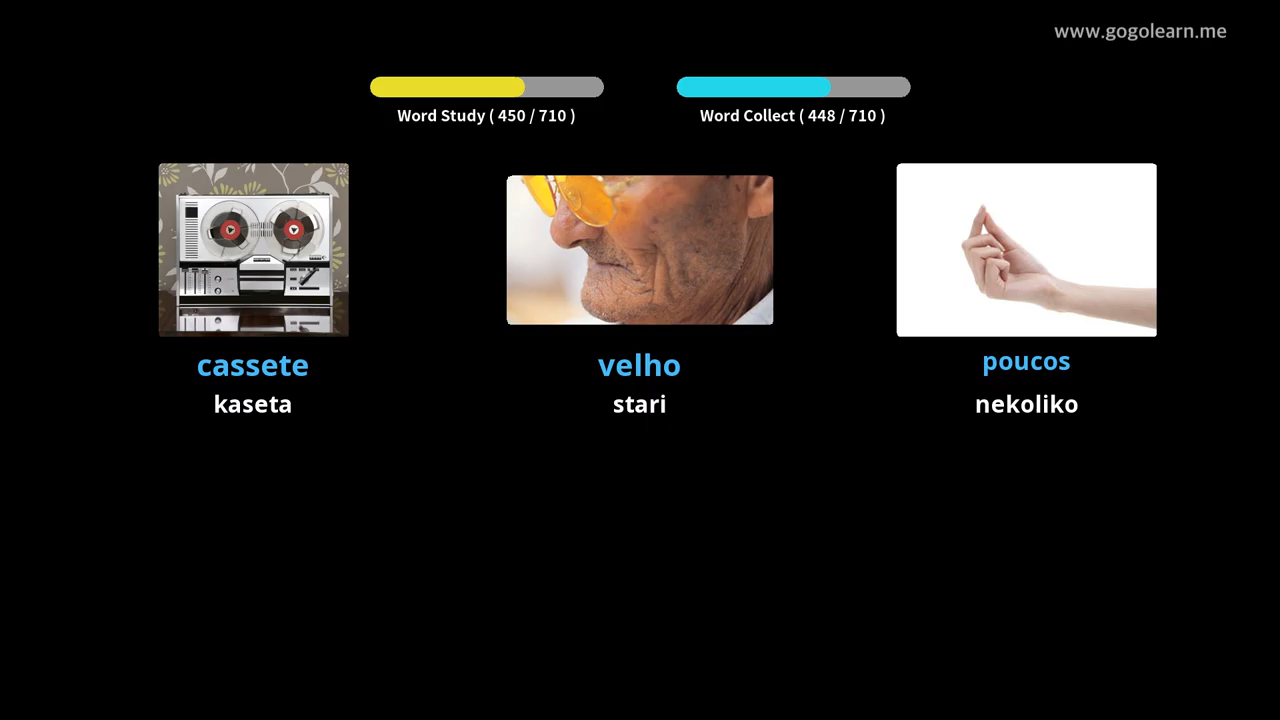 www.gogolearn.me
Word Study ( 450 / 710 )
Word Collect ( 448 / 710 )
cassete
velho
poucos
kaseta
stari
nekoliko